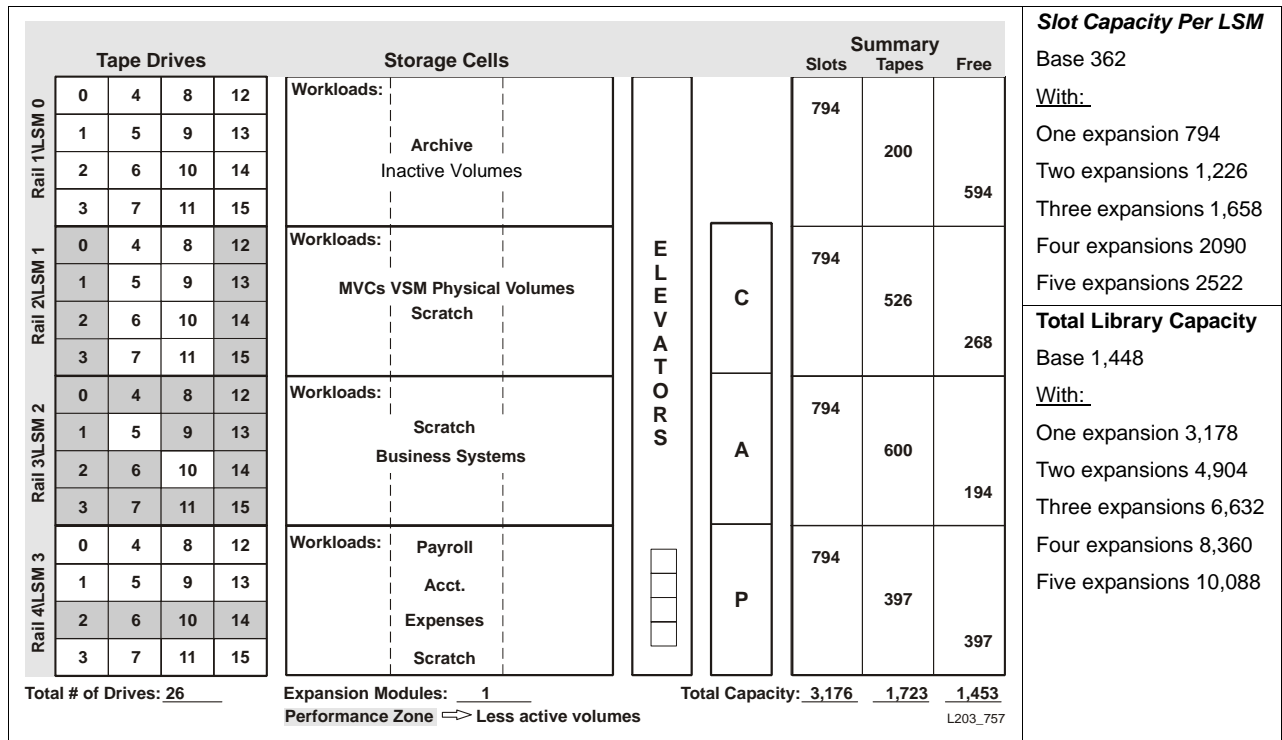 Tape Drives
Storage Cells
Summary
Slots Tapes Free
Rail 1\LSM 0
0 4 8 12
1 5 9 13
2 6 10 14
3 7 11 15
Workloads:
Archive
Inactive Volumes
794
200
594
Rail 2\LSM 1
0 4 8 12
1 5 9 13
2 6 10 14
3 7 11 15
Workloads:
MVCs VSM Physical Volumes
Scratch
794
526
268
Rail 3\LSM 2
0 4 8 12
1 5 9 13
2 6 10 14
3 7 11 15
Workloads:
Scratch
Business Systems
794
600
194
Rail 4\LSM 3
0 4 8 12
1 5 9 13
2 6 10 14
3 7 11 15
Workloads:
Payroll
Acct.
Expenses
Scratch
794
397
397
ELEVATORS
C
A
P
Total # of Drives: 26
Expansion Modules: 1
Total Capacity: 3,176 1,723 1,453
Performance Zone ⇨ Less active volumes
L203_757
Slot Capacity Per LSM
Base 362
With:
One expansion 794
Two expansions 1,226
Three expansions 1,658
Four expansions 2090
Five expansions 2522
Total Library Capacity
Base 1,448
With:
One expansion 3,178
Two expansions 4,904
Three expansions 6,632
Four expansions 8,360
Five expansions 10,088